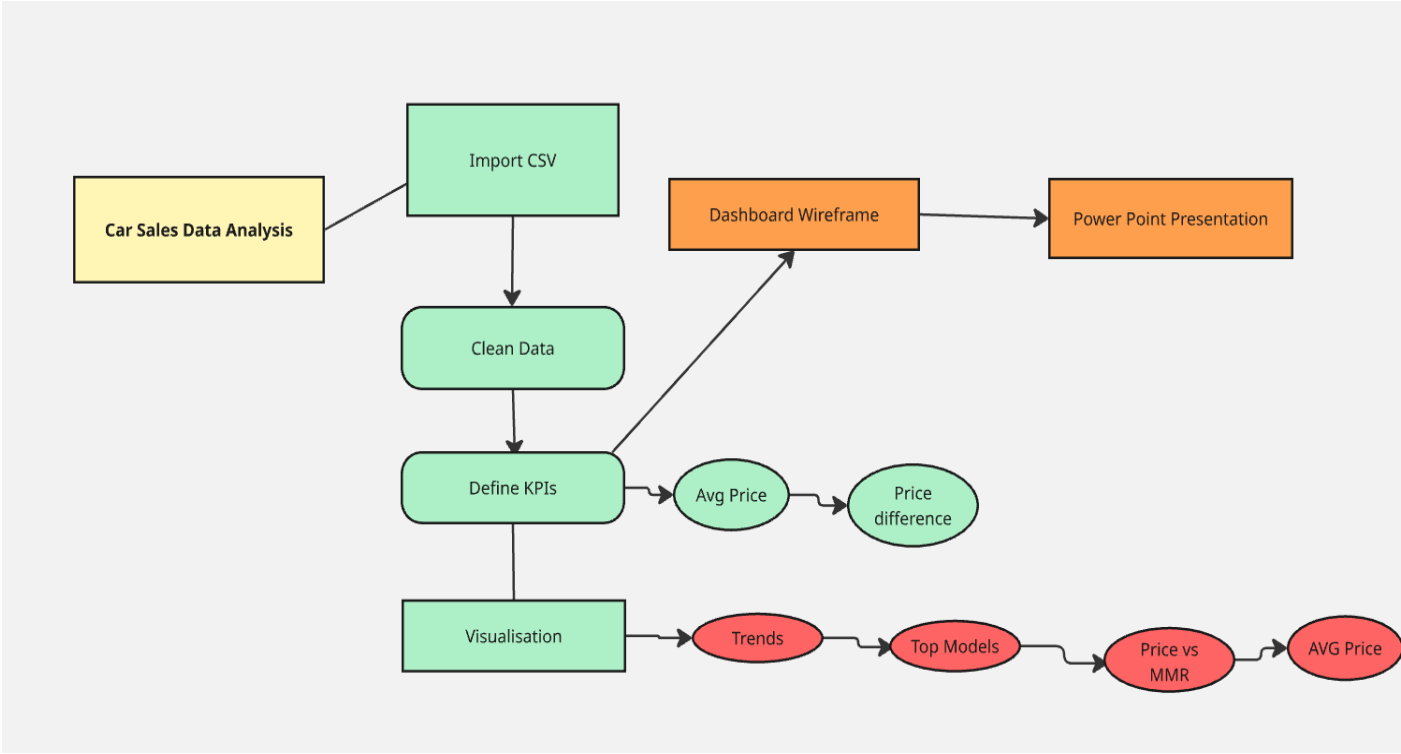 Import CSV
Car Sales Data Analysis
Dashboard Wireframe
Power Point Presentation
Clean Data
Define KPIs
Avg Price
Price
difference
Visualisation
Trends
Top Models
Price vs
MMR
AVG Price